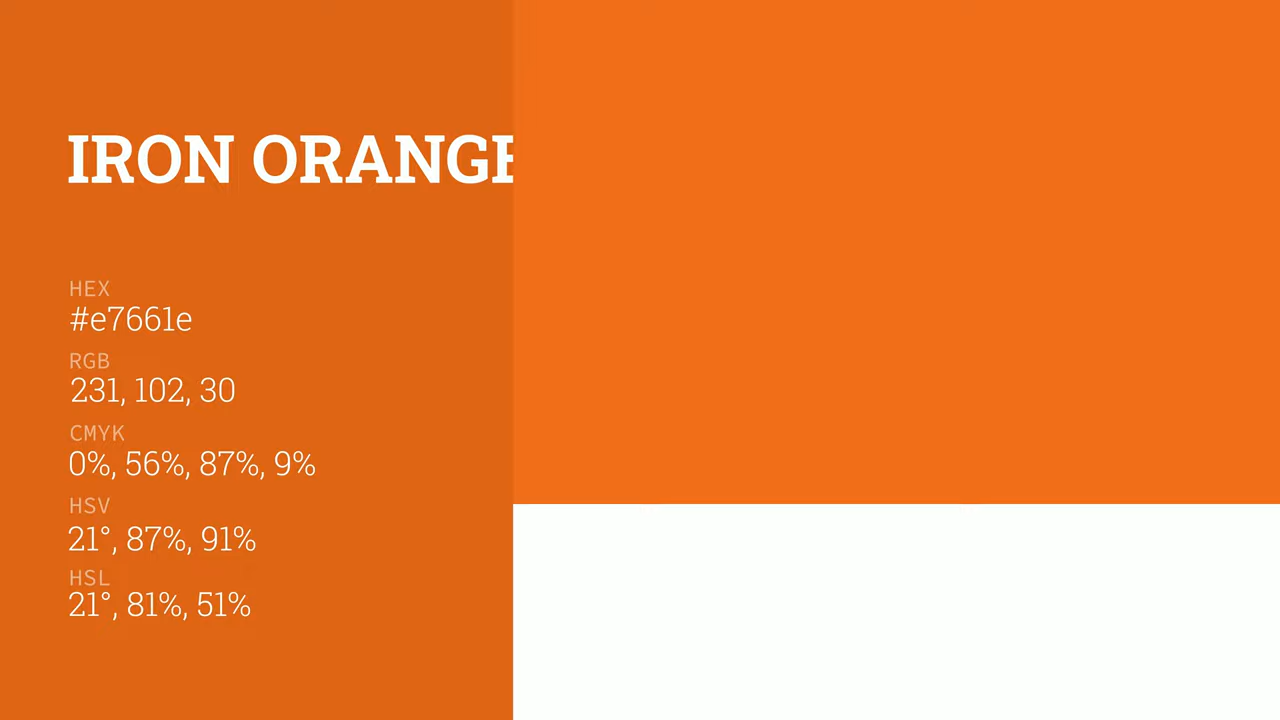 IRON ORANGE
HEX
#e7661e
RGB
231, 102, 30
CMYK
0%, 56%, 87%, 9%
HSV
21°, 87%, 91%
HSL
21°, 81%, 51%